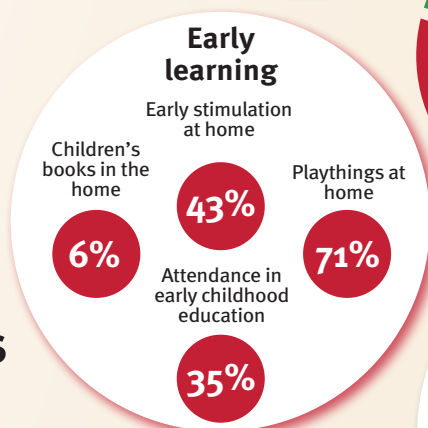 Early
learning
Early stimulation
at home
43%
Children's
books in the
home
6%
Playthings at
home
71%
Attendance in
early childhood
education
35%
s